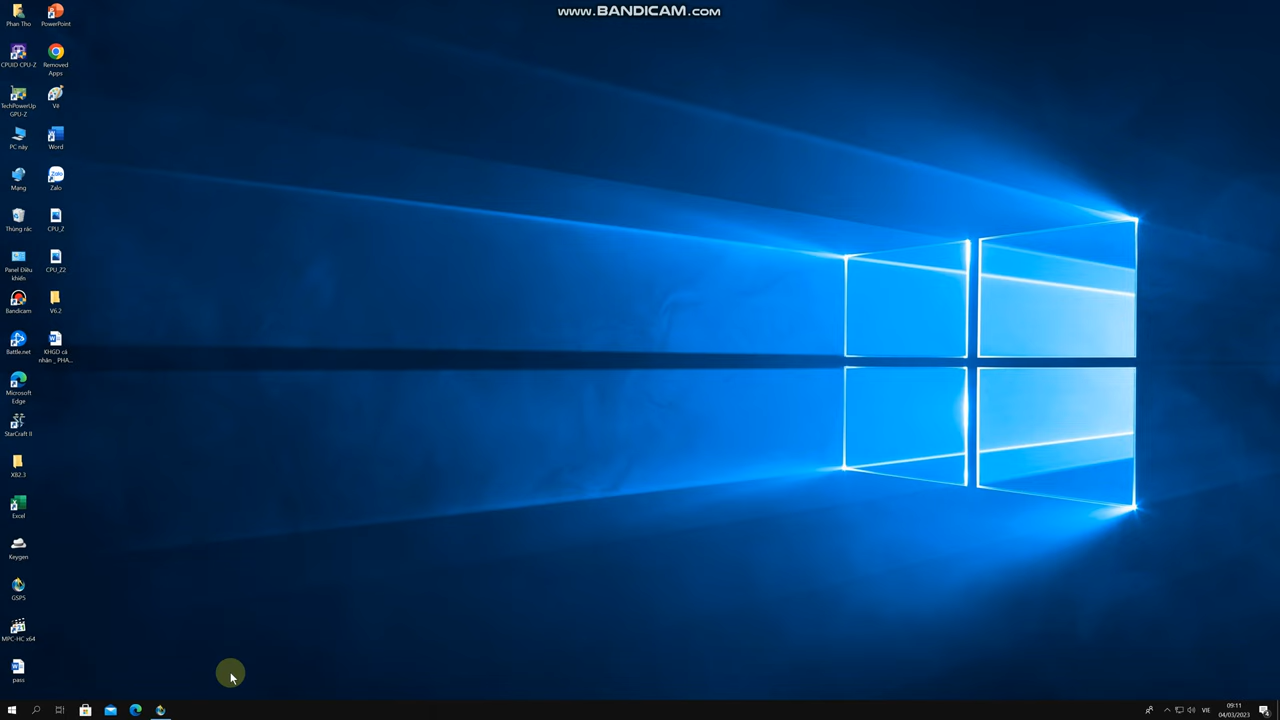 WWW.BANDICAM.COM
Phan Tho
PowerPoint
CPUID CPU-Z
Removed
Apps
TechPowerUp
GPU-Z
Vẽ
PC này
Word
Mạng
Zalo
Thùng rác
CPU_Z
Panel Điều
khiển
CPU_Z2
Bandicam
V6.2
Battle.net
KHGD cá
nhân _ PHA...
Microsoft
Edge
StarCraft II
XB2.3
Excel
Keygen
GSP5
MPC-HC x64
pass
VIE
09:11
04/03/2023